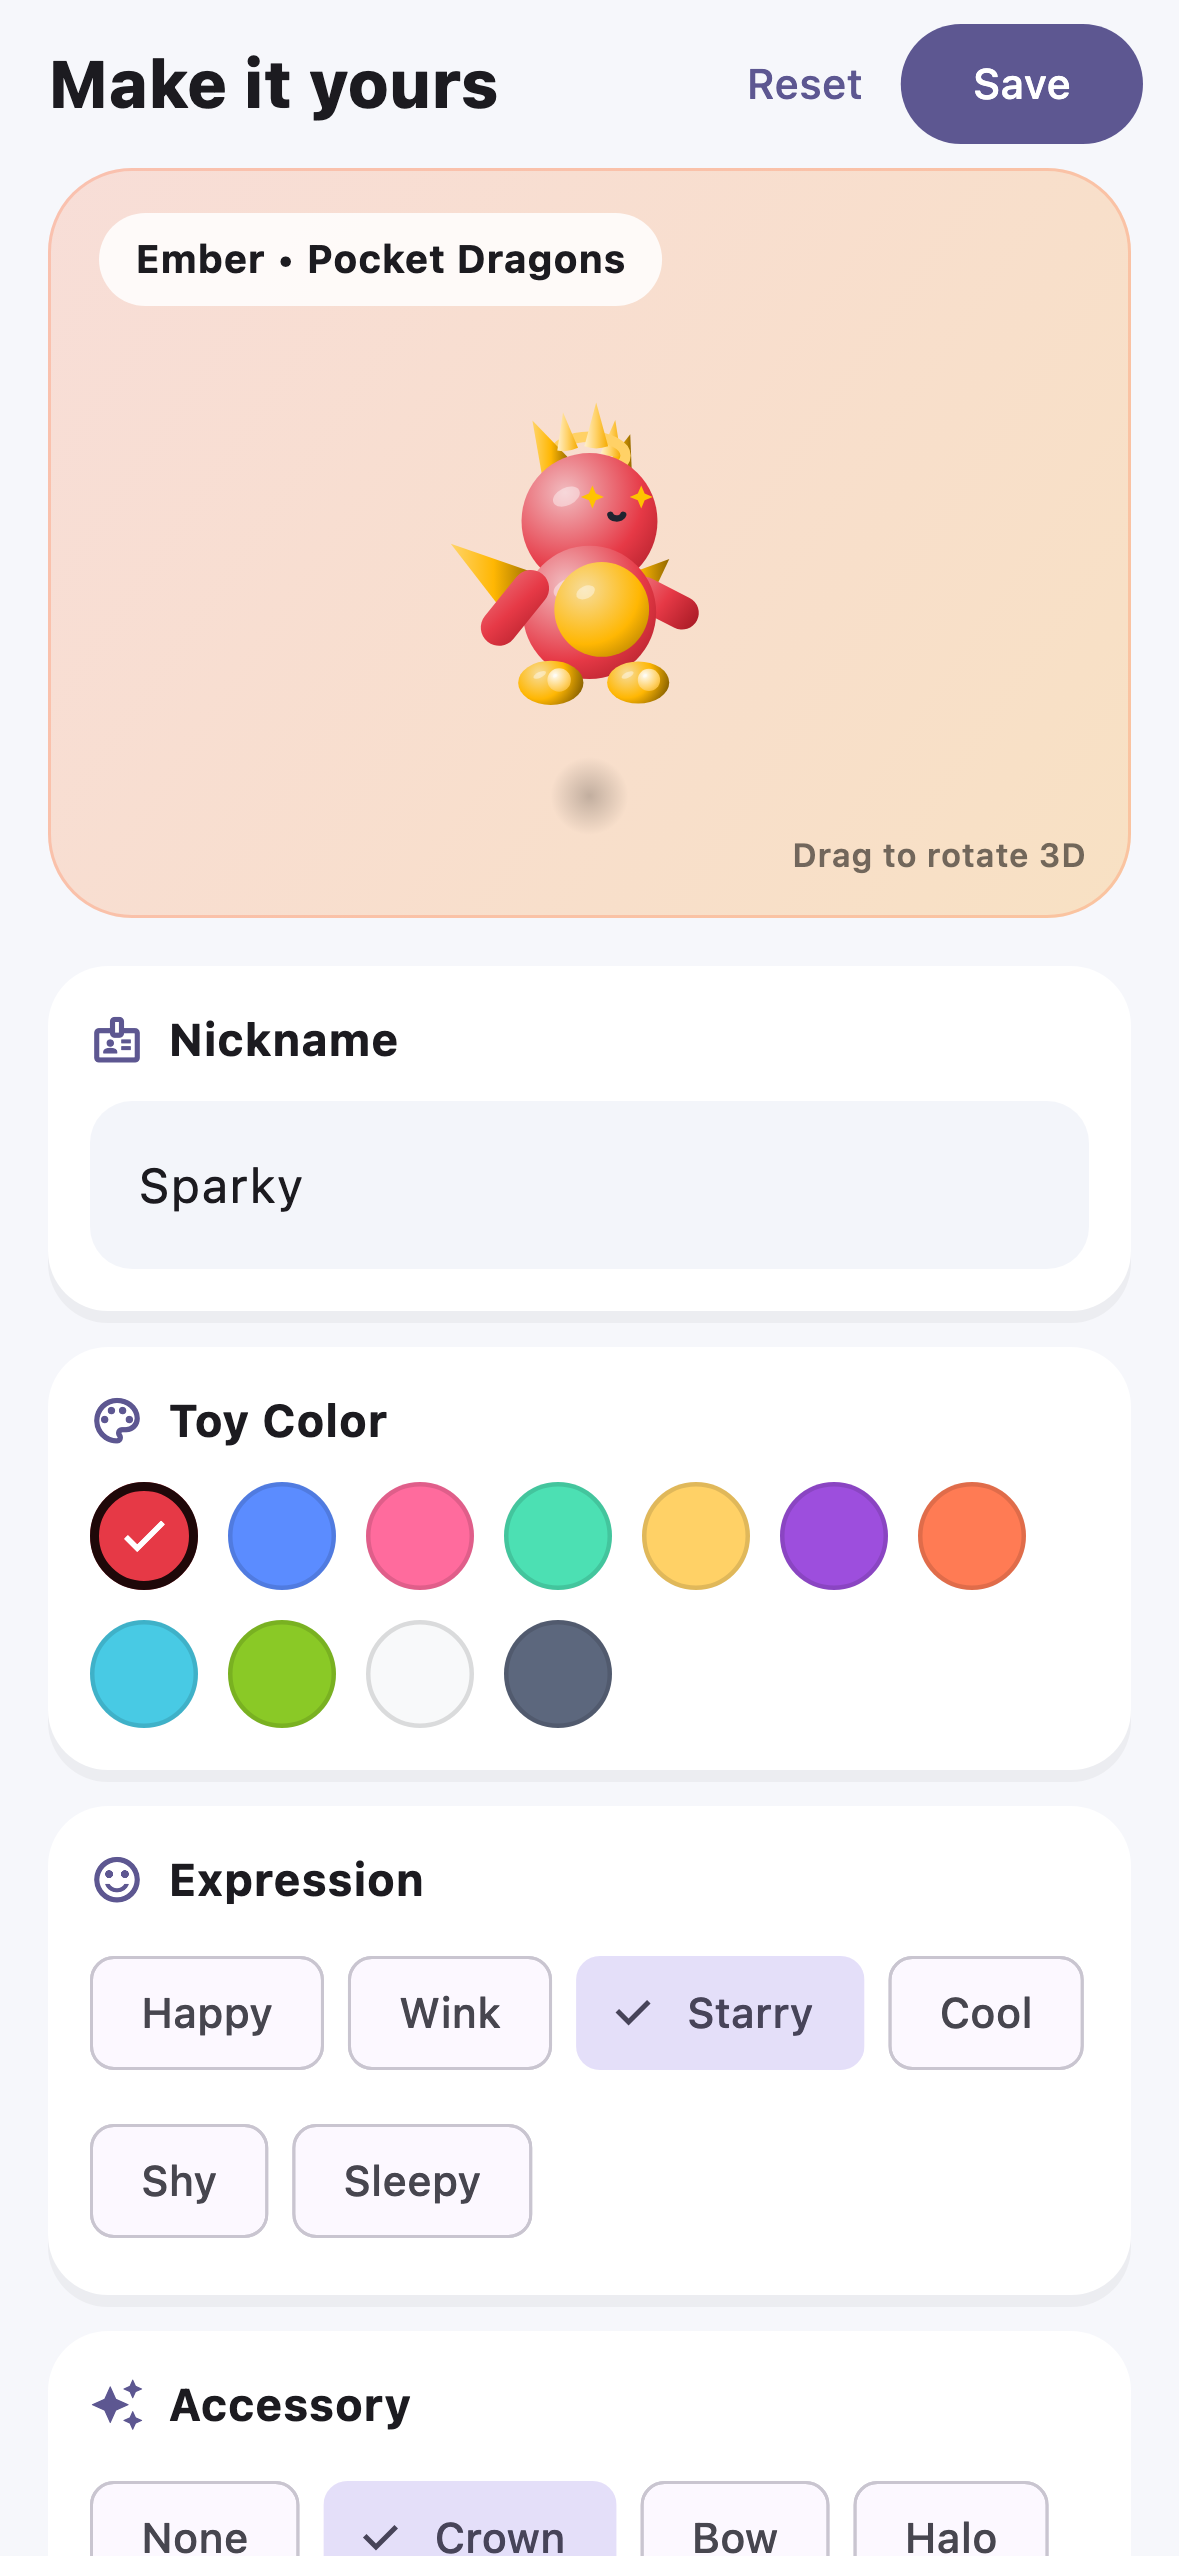 Make it yours
Reset
Save
Ember • Pocket Dragons
Drag to rotate 3D
Nickname
Sparky
Toy Color
Expression
Happy
Wink
Starry
Cool
Shy
Sleepy
Accessory
None
Crown
Bow
Halo